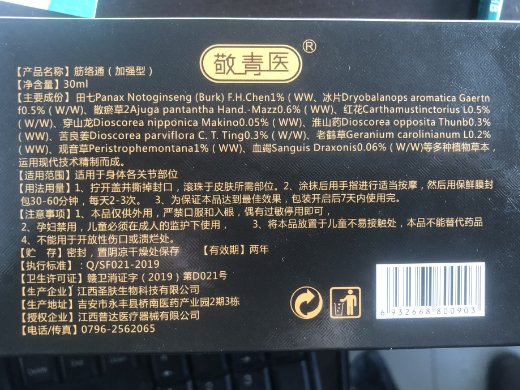 敬青医®
【产品名称】筋络通（加强型）
【净含量】30ml
【主要成份】田七Panax Notoginseng (Burk) F.H.Chen1%（WW、冰片Dryobalanops aromatica Gaertn
f0.5%（W/W）、散瘀草2Ajuga pantantha Hand.-Mazz0.6%（WW）、红花Carthamustinctorius L0.5%
（W/W）、穿山龙Dioscorea nipponica Makino0.05%（WW）、淮山药Dioscorea opposita Thunb0.3%
（WW）、苦良姜Dioscorea parviflora C. T. Ting0.3%（W/W）、老鹳草Geranium carolinianum L0.2%
（WW）、观音草Peristrophemontana1%（WW）、血竭Sanguis Draxonis0.06%（W/W）等多种植物草本，
运用现代技术精制而成。
【适用范围】适用于身体各关节部位
【用法用量】1、拧开盖并撕掉封口，滚珠于皮肤所需部位。2、涂抹后用手指进行适当按摩，然后用保鲜膜封
包30-60分钟，每天2-3次。 3、为保证本品达到最佳效果，包装开启后7天内使用完。
【注意事项】1、本品仅供外用，严禁口服和入眼，偶有过敏停用即可，
2、孕妇禁用，儿童必须在成人的监护下使用， 3、将本品放置于儿童不易接触处，本品不能替代药品
4、不能用于开放性伤口或溃烂处。
【贮 存】密封，置阴凉干燥处保存 【有效期】两年
【执行标准】Q/SF021-2019
【卫生许可证】赣卫消证字（2019）第D021号
【生产企业】江西圣肤生物科技有限公司
【生产地址】吉安市永丰县桥南医药产业园2期3栋
【授权企业】江西普达医疗器械有限公司
【电话/传真】0796-2562065
6 932668 800903